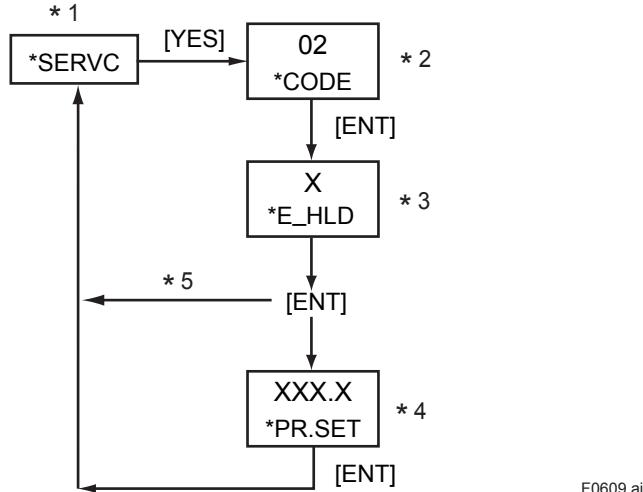 * 1
*SERVC
[YES]
02
*CODE
* 2
[ENT]
X
*E_HLD
* 3
* 5
[ENT]
XXX.X
*PR.SET
* 4
[ENT]
F0609.ai